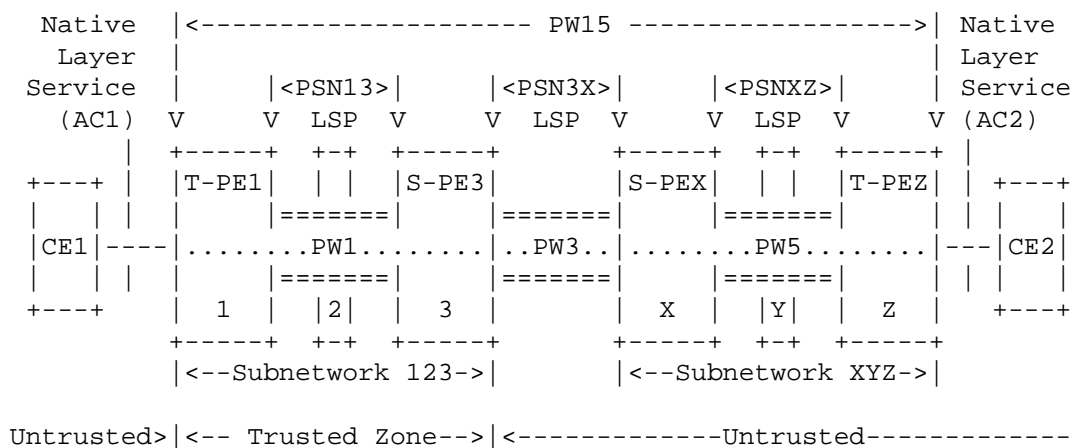 Native |<--------------------- PW15 ------------------>| Native
Layer | | Layer
Service | |<PSN13>| |<PSN3X>| |<PSNXZ>| | Service
(AC1) V V LSP V V LSP V V LSP V V (AC2)
| +-----+ +-+ +-----+ +-----+ +-+ +-----+ |
+---+ | |T-PE1| | | |S-PE3| |S-PEX| | | |T-PEZ| | +---+
| | | | |=======| |=======| |=======| | | | |
|CE1|----|........PW1........|..PW3..|........PW5........|---|CE2|
| | | | |=======| |=======| |=======| | | | |
+---+ | 1 | |2| | 3 | | X | |Y| | Z | +---+
+-----+ +-+ +-----+ +-----+ +-+ +-----+
|<--Subnetwork 123->| |<--Subnetwork XYZ->|
Untrusted>|<-- Trusted Zone-->|<-------------Untrusted-------------